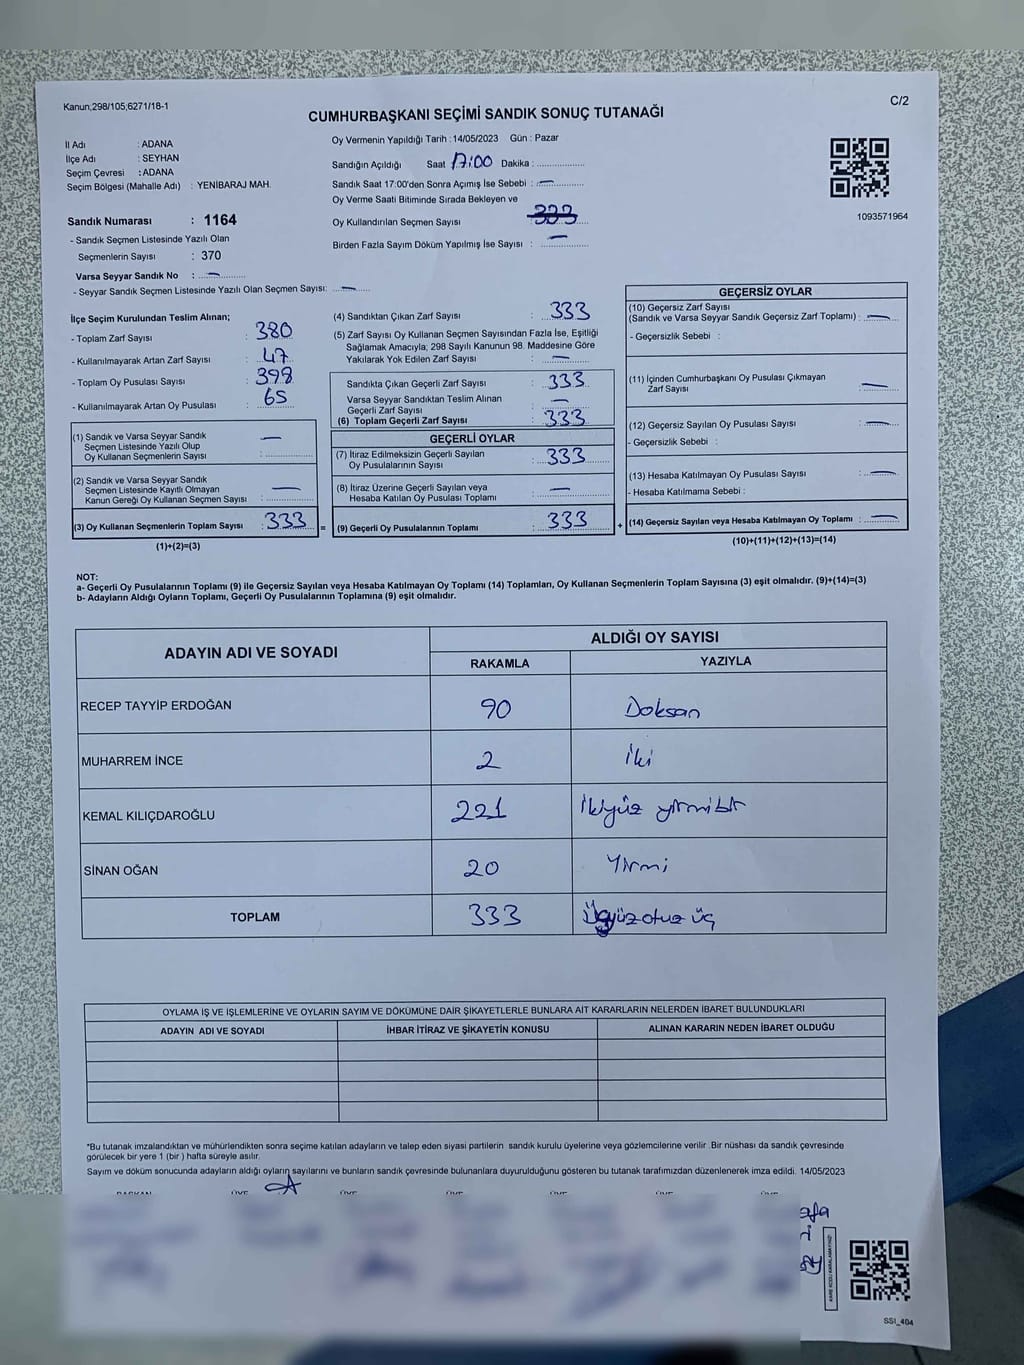 Kanun;298/105;6271/18-1
C/2
CUMHURBAŞKANI SEÇİMİ SANDIK SONUÇ TUTANAĞI
İl Adı : ADANA
İlçe Adı : SEYHAN
Seçim Çevresi : ADANA
Seçim Bölgesi (Mahalle Adı) : YENİBARAJ MAH.
Sandık Numarası : 1164
- Sandık Seçmen Listesinde Yazılı Olan
Seçmenlerin Sayısı : 370
Varsa Seyyar Sandık No : —
- Seyyar Sandık Seçmen Listesinde Yazılı Olan Seçmen Sayısı: —
Oy Vermenin Yapıldığı Tarih : 14/05/2023 Gün : Pazar
Sandığın Açıldığı Saat 17:00 Dakika : ..............
Sandık Saat 17:00'den Sonra Açımış İse Sebebi : —
Oy Verme Saati Bitiminde Sırada Bekleyen ve
Oy Kullandırılan Seçmen Sayısı : 333
Birden Fazla Sayım Döküm Yapılmış İse Sayısı : —
1093571964
İlçe Seçim Kurulundan Teslim Alınan;
- Toplam Zarf Sayısı : 380
- Kullanılmayarak Artan Zarf Sayısı : 47
- Toplam Oy Pusulası Sayısı : 398
- Kullanılmayarak Artan Oy Pusulası : 65
(1) Sandık ve Varsa Seyyar Sandık
Seçmen Listesinde Yazılı Olup
Oy Kullanan Seçmenlerin Sayısı : —
(2) Sandık ve Varsa Seyyar Sandık
Seçmen Listesinde Kayıtlı Olmayan
Kanun Gereği Oy Kullanan Seçmen Sayısı : —
(3) Oy Kullanan Seçmenlerin Toplam Sayısı : 333 =
(1)+(2)=(3)
(4) Sandıktan Çıkan Zarf Sayısı : 333
(5) Zarf Sayısı Oy Kullanan Seçmen Sayısından Fazla İse, Eşitliği
Sağlamak Amacıyla; 298 Sayılı Kanunun 98. Maddesine Göre
Yakılarak Yok Edilen Zarf Sayısı : —
Sandıkta Çıkan Geçerli Zarf Sayısı : 333
Varsa Seyyar Sandıktan Teslim Alınan
Geçerli Zarf Sayısı : —
(6) Toplam Geçerli Zarf Sayısı : 333
GEÇERLİ OYLAR
(7) İtiraz Edilmeksizin Geçerli Sayılan
Oy Pusulalarının Sayısı : 333
(8) İtiraz Üzerine Geçerli Sayılan veya
Hesaba Katılan Oy Pusulası Toplamı : —
(9) Geçerli Oy Pusulalarının Toplamı : 333 +
GEÇERSİZ OYLAR
(10) Geçersiz Zarf Sayısı
(Sandık ve Varsa Seyyar Sandık Geçersiz Zarf Toplamı) : —
- Geçersizlik Sebebi :
(11) İçinden Cumhurbaşkanı Oy Pusulası Çıkmayan
Zarf Sayısı : —
(12) Geçersiz Sayılan Oy Pusulası Sayısı : —
- Geçersizlik Sebebi :
(13) Hesaba Katılmayan Oy Pusulası Sayısı : —
- Hesaba Katılmama Sebebi :
(14) Geçersiz Sayılan veya Hesaba Katılmayan Oy Toplamı : —
(10)+(11)+(12)+(13)=(14)
NOT:
a- Geçerli Oy Pusulalarının Toplamı (9) ile Geçersiz Sayılan veya Hesaba Katılmayan Oy Toplamı (14) Toplamları, Oy Kullanan Seçmenlerin Toplam Sayısına (3) eşit olmalıdır. (9)+(14)=(3)
b- Adayların Aldığı Oyların Toplamı, Geçerli Oy Pusulalarının Toplamına (9) eşit olmalıdır.
ADAYIN ADI VE SOYADI
ALDIĞI OY SAYISI
RAKAMLA YAZIYLA
RECEP TAYYİP ERDOĞAN 90 Doksan
MUHARREM İNCE 2 İki
KEMAL KILIÇDAROĞLU 221 İkiyüz yirmibir
SİNAN OĞAN 20 Yirmi
TOPLAM 333 Üçyüz otuz üç
OYLAMA İŞ VE İŞLEMLERİNE VE OYLARIN SAYIM VE DÖKÜMÜNE DAİR ŞİKAYETLERLE BUNLARA AİT KARARLARIN NELERDEN İBARET BULUNDUKLARI
ADAYIN ADI VE SOYADI İHBAR İTİRAZ VE ŞİKAYETİN KONUSU ALINAN KARARIN NEDEN İBARET OLDUĞU
*Bu tutanak imzalandıktan ve mühürlendikten sonra seçime katılan adayların ve talep eden siyasi partilerin sandık kurulu üyelerine veya gözlemcilerine verilir. Bir nüshası da sandık çevresinde
görülecek bir yere 1 (bir) hafta süreyle asılır.
Sayım ve döküm sonucunda adayların aldığı oyların sayılarını ve bunların sandık çevresinde bulunanlara duyurulduğunu gösteren bu tutanak tarafımızdan düzenlenerek imza edildi. 14/05/2023
BAŞKAN ÜYE ÜYE ÜYE ÜYE ÜYE ÜYE
SSI_404